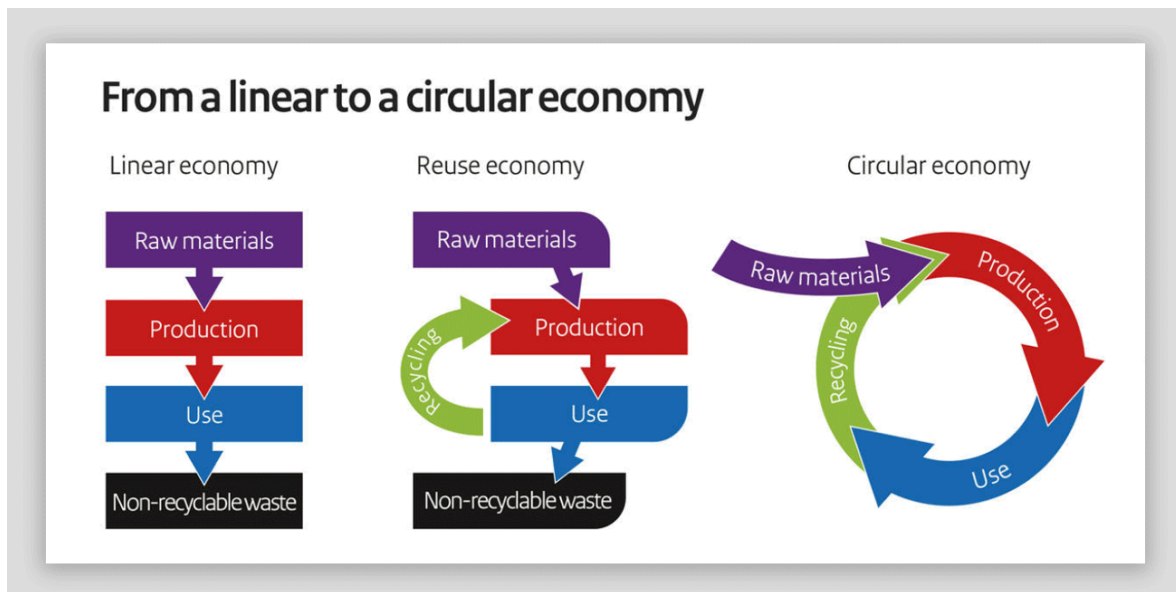 From a linear to a circular economy
Linear economy
Raw materials
Production
Use
Non-recyclable waste
Reuse economy
Raw materials
Production
Recycling
Use
Non-recyclable waste
Circular economy
Raw materials
Production
Recycling
Use